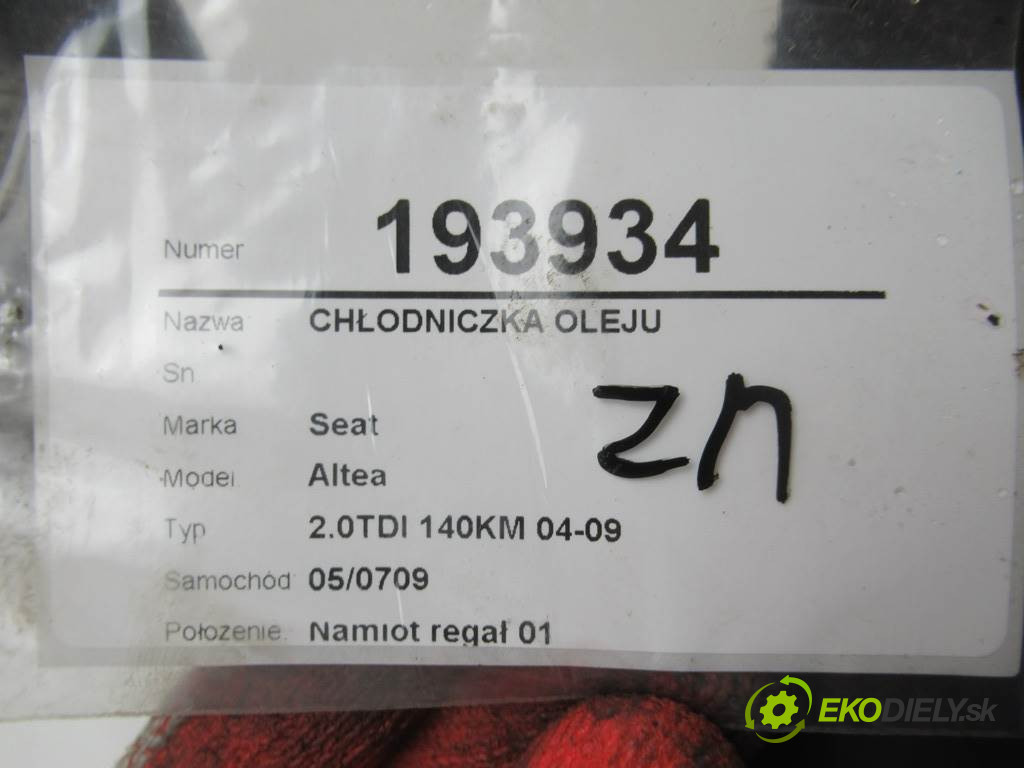 Numer 193934
Nazwa CHŁODNICZKA OLEJU
Sn
Marka Seat
Model Altea
Typ 2.0TDI 140KM 04-09
Samochód 05/0709
Położenie Namiot regał 01
zn
EKODIELY.sk